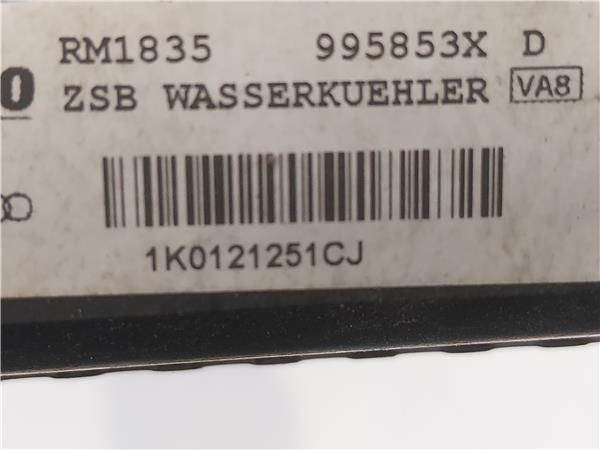 RM1835 995853X D
ZSB WASSERKUEHLER VA8
1K0121251CJ